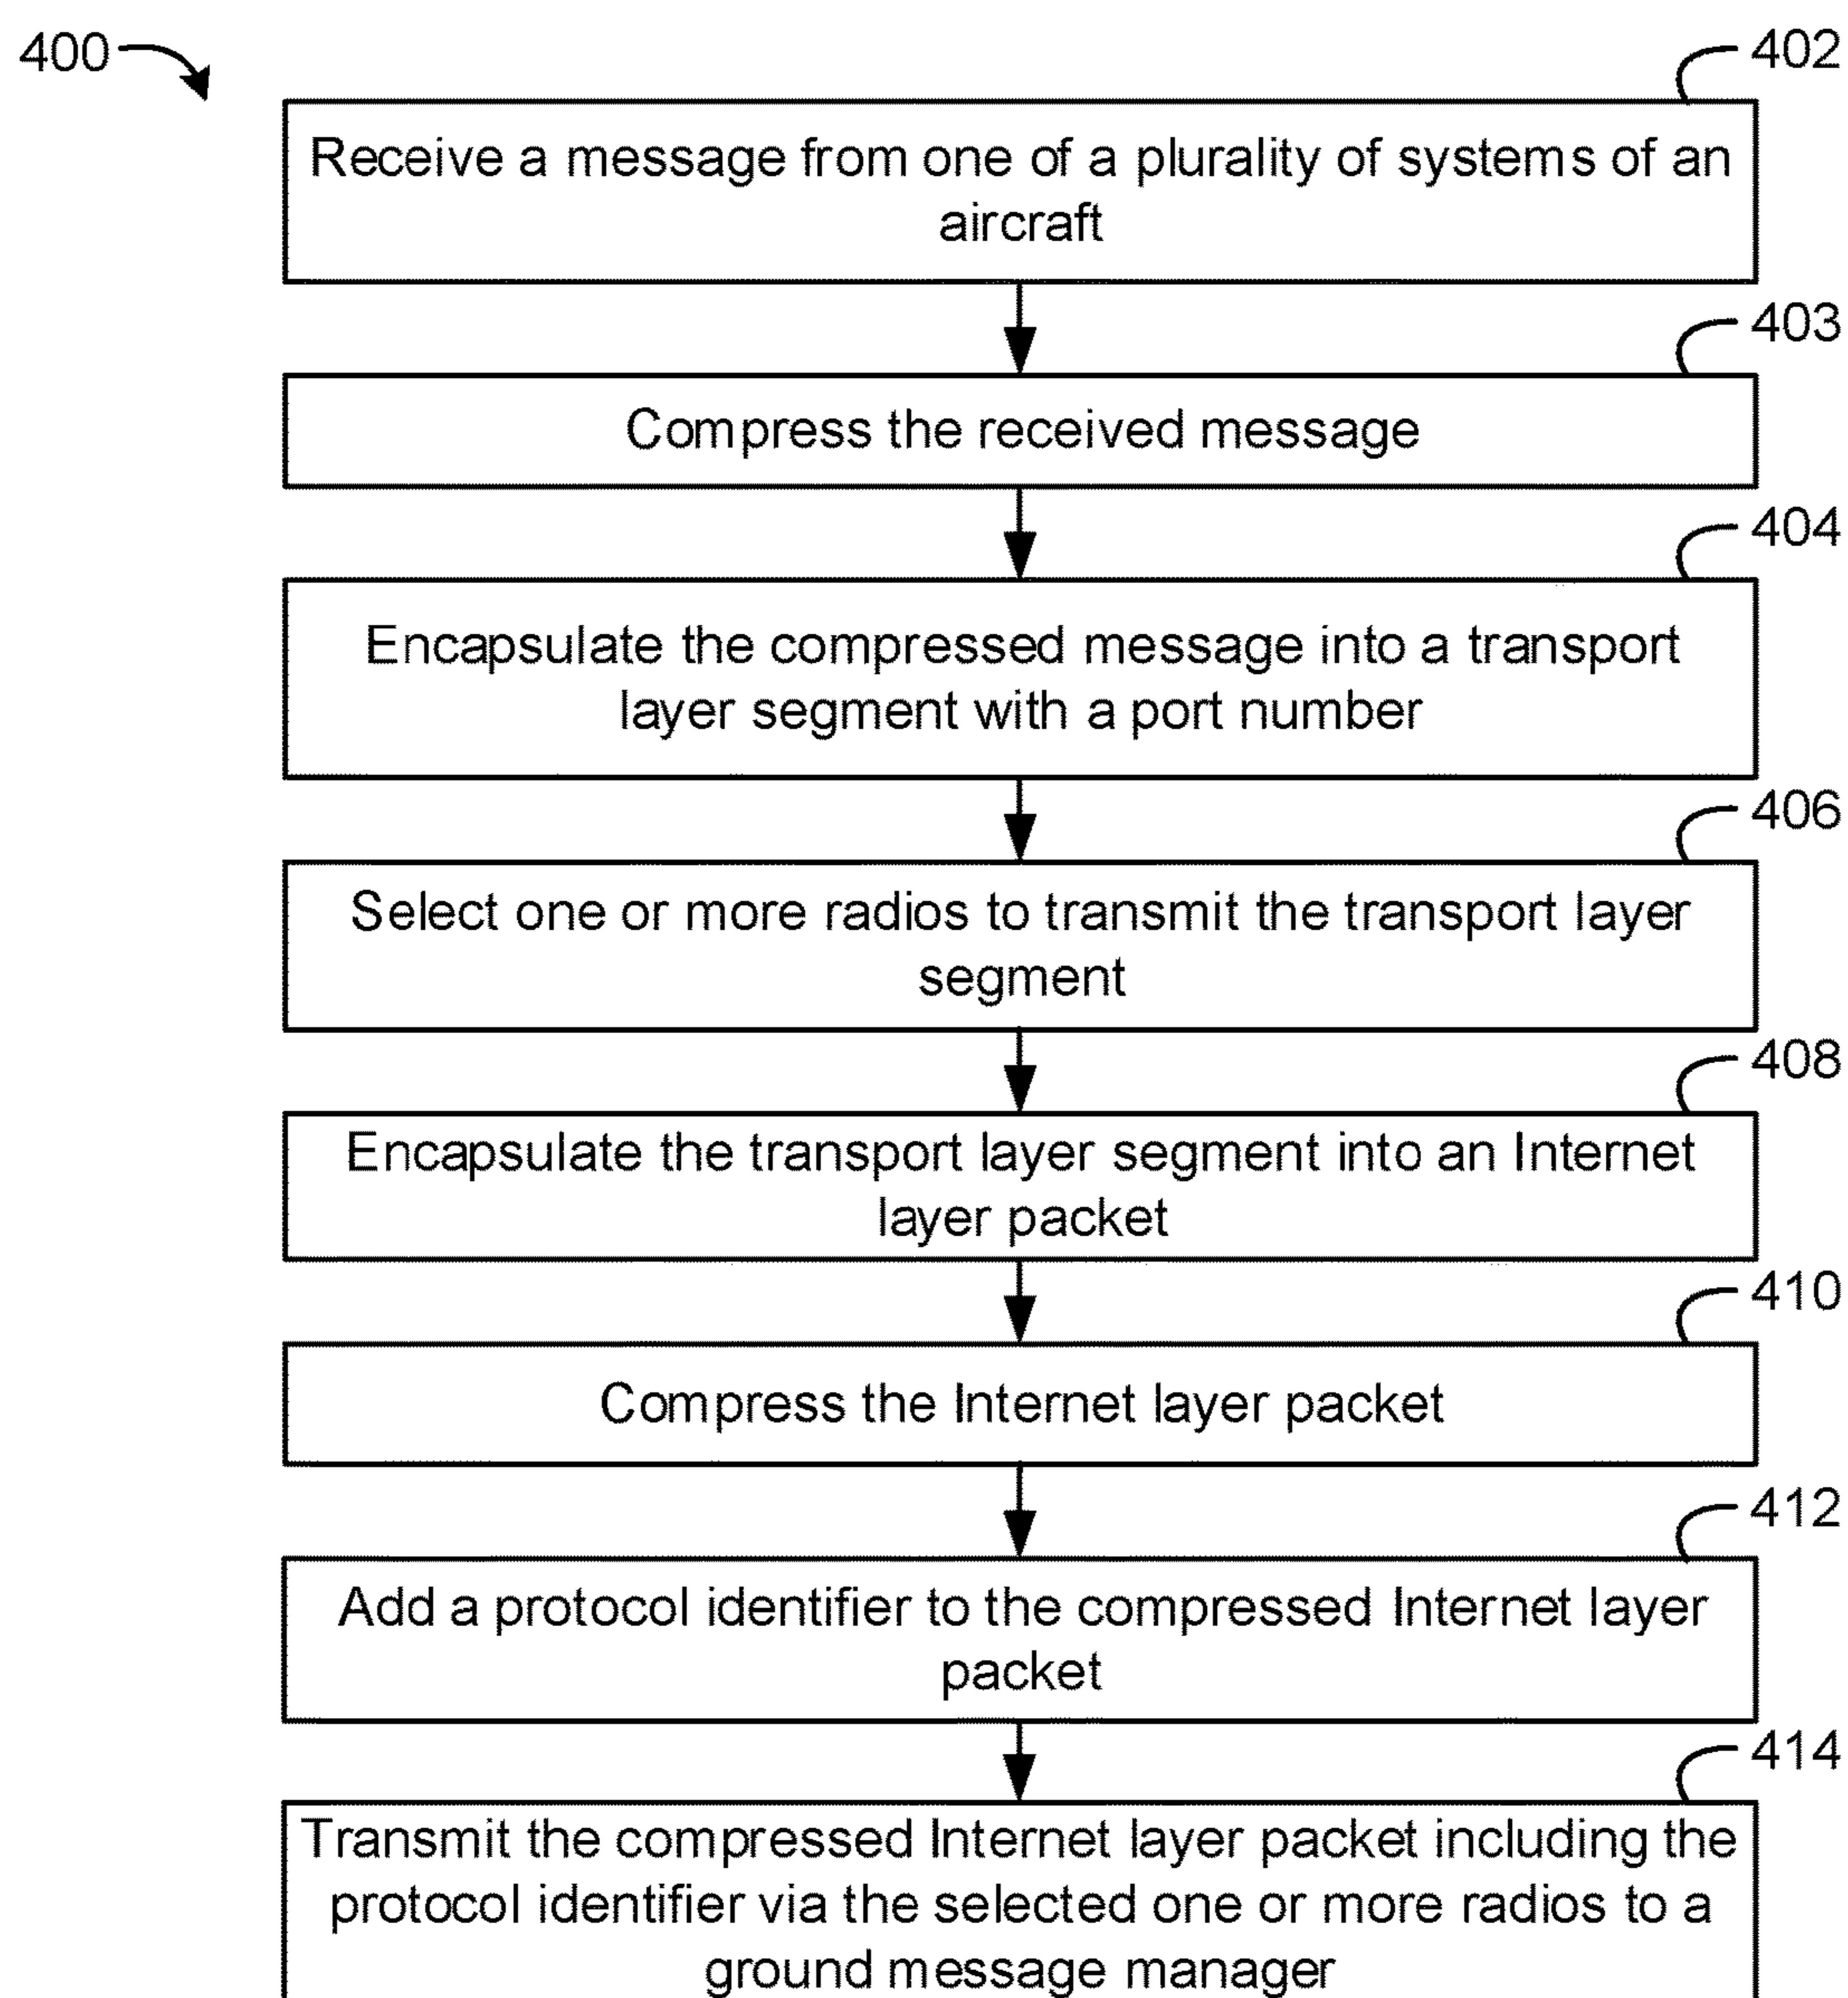 400
402
Receive a message from one of a plurality of systems of an
aircraft
403
Compress the received message
404
Encapsulate the compressed message into a transport
layer segment with a port number
406
Select one or more radios to transmit the transport layer
segment
408
Encapsulate the transport layer segment into an Internet
layer packet
410
Compress the Internet layer packet
412
Add a protocol identifier to the compressed Internet layer
packet
414
Transmit the compressed Internet layer packet including the
protocol identifier via the selected one or more radios to a
ground message manager